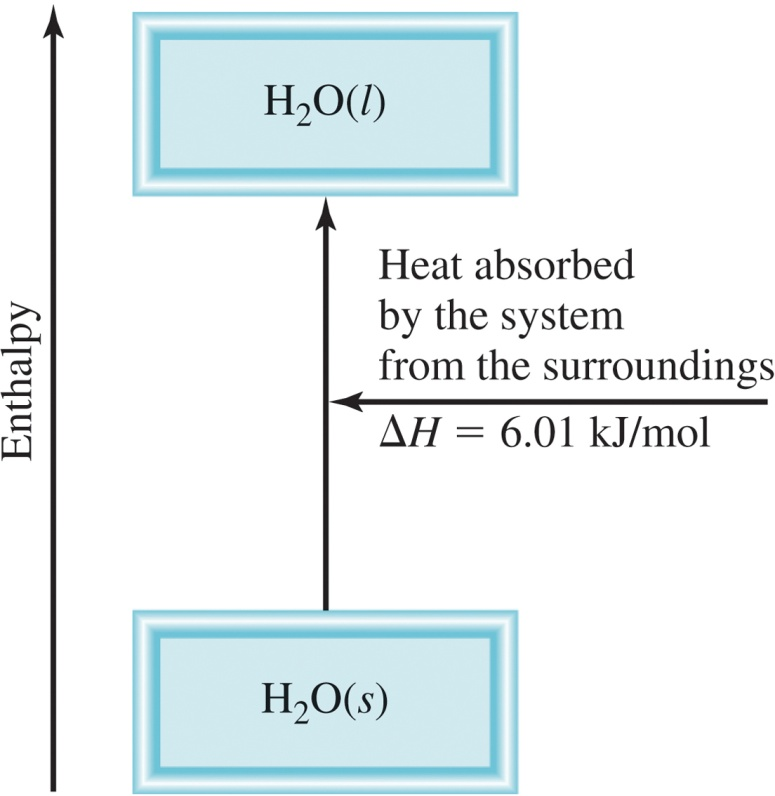 H₂O(l)
Heat absorbed
by the system
from the surroundings
ΔH = 6.01 kJ/mol
Enthalpy
H₂O(s)